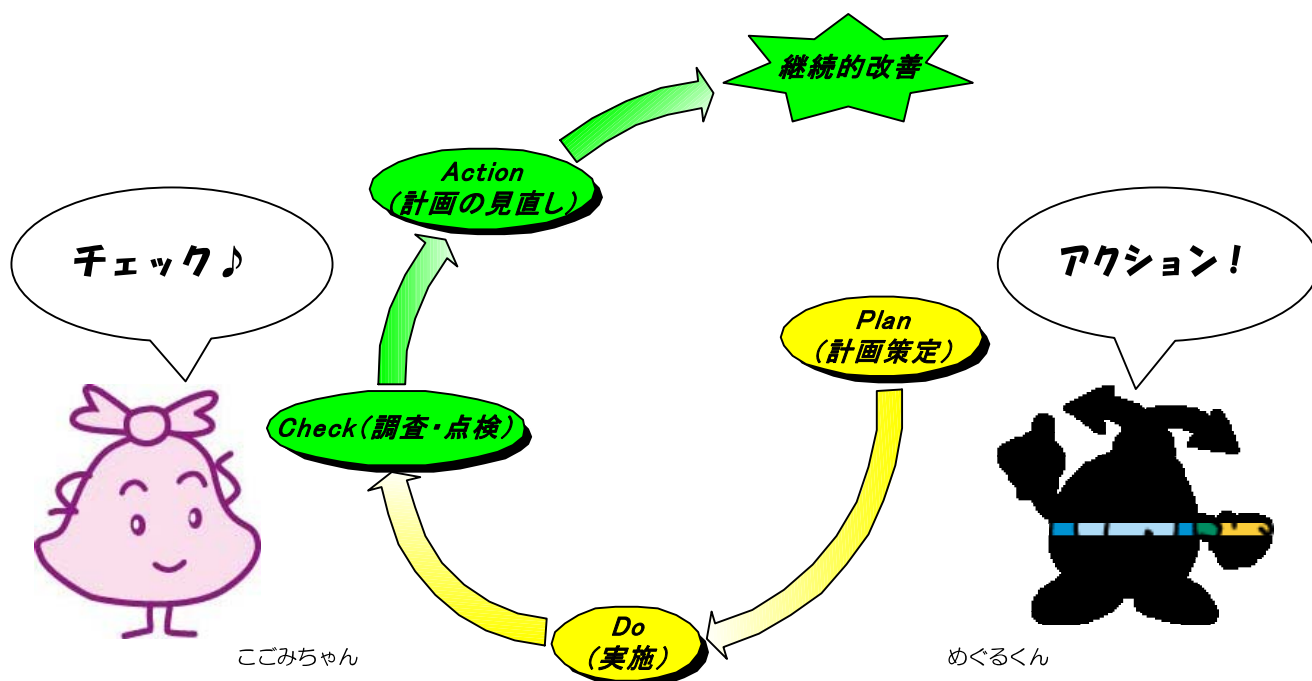 継続的改善
Action
(計画の見直し)
チェック♪
アクション!
Plan
(計画策定)
Check(調査・点検)
Do
(実施)
こごみちゃん
めぐるくん